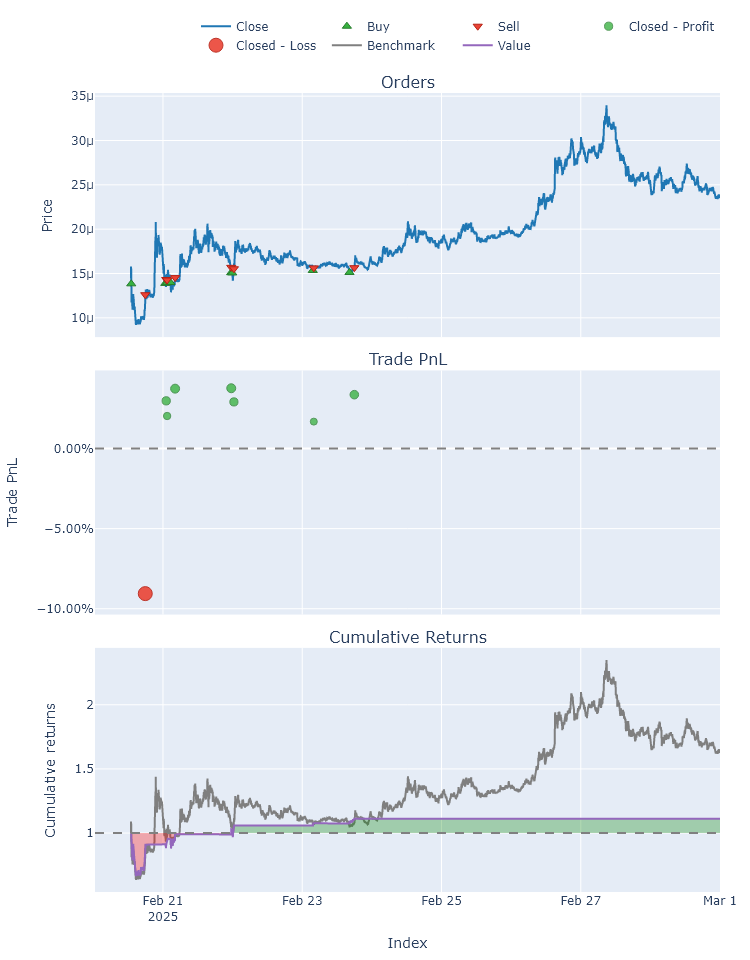 Close
Buy
Sell
Closed - Profit
Closed - Loss
Benchmark
Value
Orders
35μ
30μ
25μ
20μ
15μ
10μ
Price
Trade PnL
0.00%
−5.00%
−10.00%
Trade PnL
Cumulative Returns
2
1.5
1
Cumulative returns
Feb 21
2025
Feb 23
Feb 25
Feb 27
Mar 1
Index